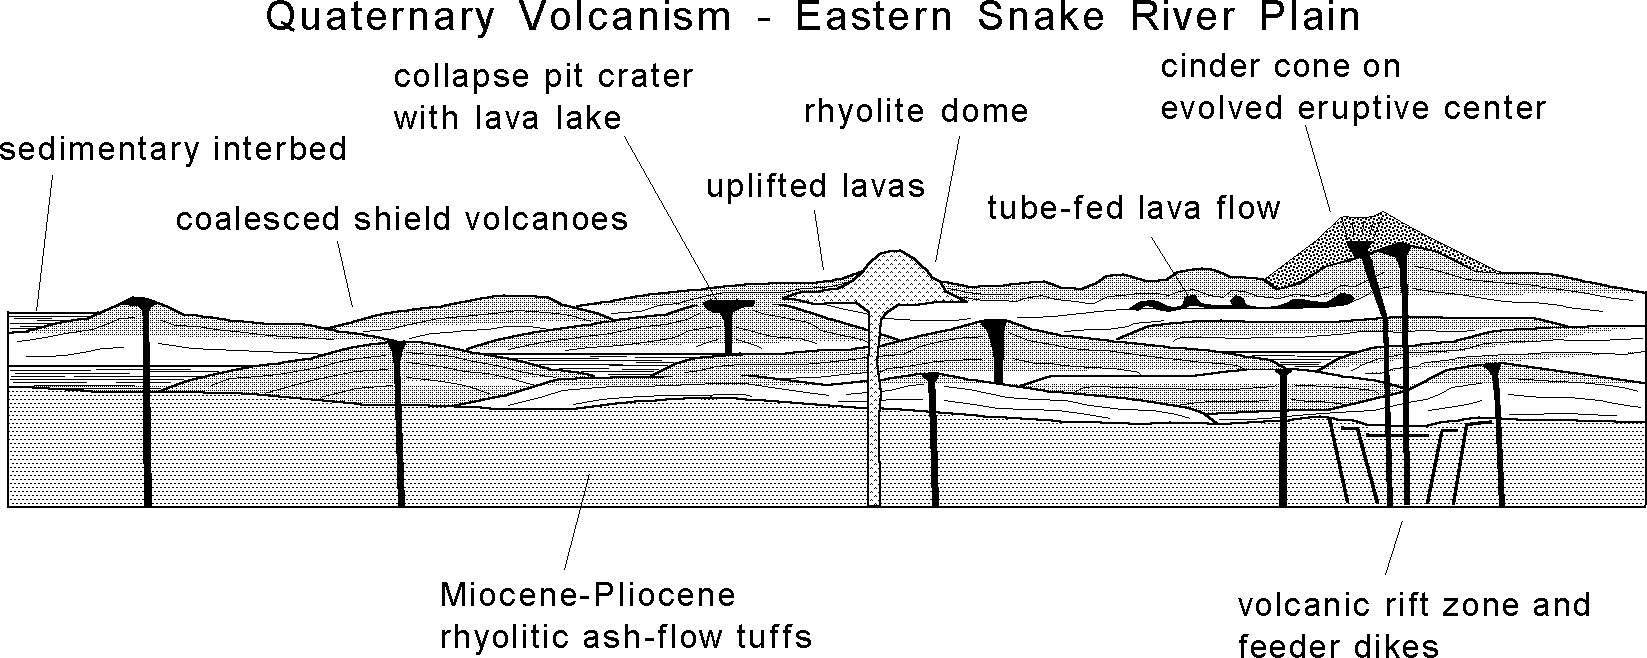 Quaternary Volcanism - Eastern Snake River Plain
collapse pit crater
with lava lake
cinder cone on
evolved eruptive center
rhyolite dome
sedimentary interbed
uplifted lavas
coalesced shield volcanoes
tube-fed lava flow
Miocene-Pliocene
rhyolitic ash-flow tuffs
volcanic rift zone and
feeder dikes